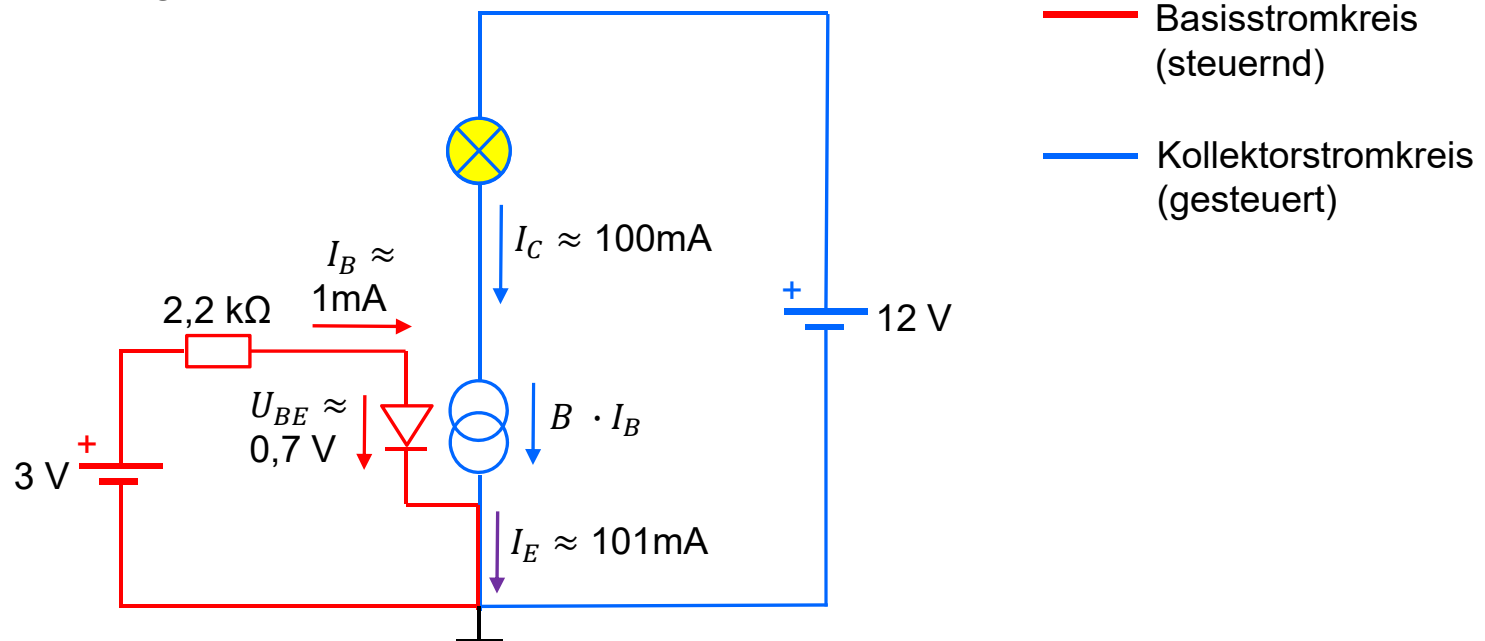 Basisstromkreis
(steuernd)
Kollektorstromkreis
(gesteuert)
I_C ≈ 100mA
I_B ≈
1mA
2,2 kΩ
+
12 V
U_BE ≈
0,7 V
B · I_B
+
3 V
I_E ≈ 101mA